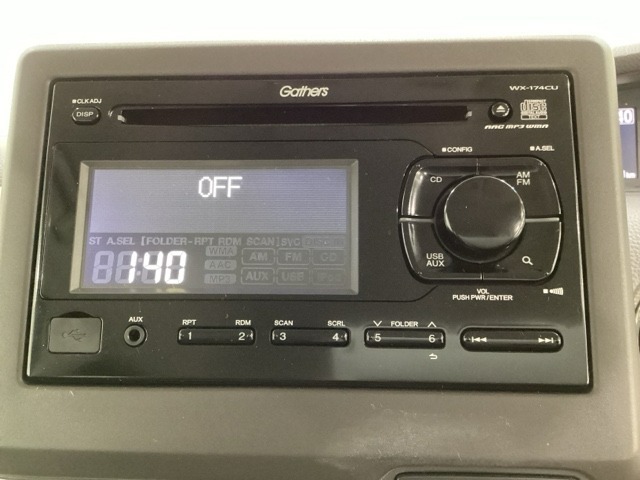 Gathers
WX-174CU
CLK ADJ
DISP
AAC MP3 WMA
OFF
CONFIG
A.SEL
CD
AM
FM
ST A.SEL [FOLDER-RPT RDM SCAN] SVC
WMA
AM FM CD
AAC
1:40
MP3
AUX USB
USB
AUX
VOL
PUSH PWR/ENTER
AUX
RPT RDM
1 2
SCAN SCRL
3 4
FOLDER
5 6
40